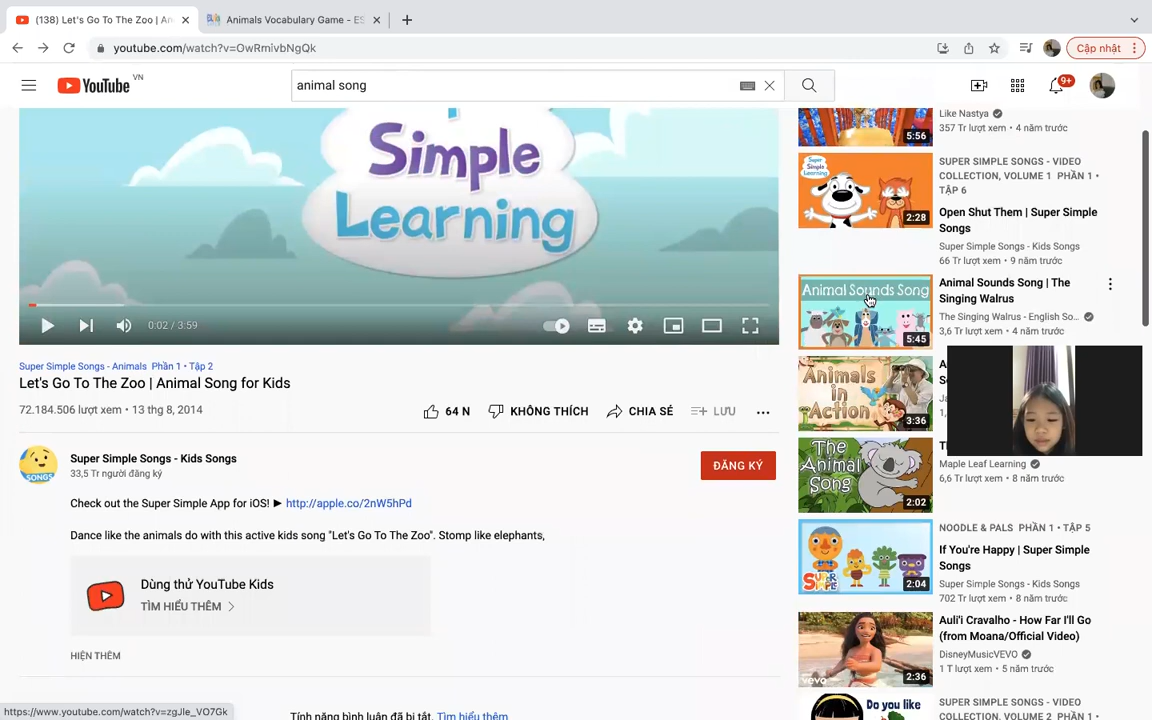 (138) Let's Go To The Zoo | An
Animals Vocabulary Game - ES
youtube.com/watch?v=OwRmivbNgQk
Cập nhật
YouTube VN
animal song
9+
Simple
Learning
0:02 / 3:59
Super Simple Songs - Animals Phần 1 • Tập 2
Let's Go To The Zoo | Animal Song for Kids
72.184.506 lượt xem • 13 thg 8, 2014
64 N
KHÔNG THÍCH
CHIA SẺ
LƯU
SONGS
Super Simple Songs - Kids Songs
33,5 Tr người đăng ký
ĐĂNG KÝ
Check out the Super Simple App for iOS! ► http://apple.co/2nW5hPd
Dance like the animals do with this active kids song "Let's Go To The Zoo". Stomp like elephants,
Dùng thử YouTube Kids
TÌM HIỂU THÊM
HIỆN THÊM
Tính năng bình luận đã bị tắt. Tìm hiểu thêm
https://www.youtube.com/watch?v=zgJle_VO7Gk
Like Nastya
357 Tr lượt xem • 4 năm trước
5:56
Super Simple Learning
2:28
SUPER SIMPLE SONGS - VIDEO
COLLECTION, VOLUME 1 PHẦN 1 •
TẬP 6
Open Shut Them | Super Simple
Songs
Super Simple Songs - Kids Songs
66 Tr lượt xem • 9 năm trước
Animal Sounds Song
5:45
Animal Sounds Song | The
Singing Walrus
The Singing Walrus - English So...
3,6 Tr lượt xem • 4 năm trước
Animals
in
Action
3:36
The
Animal
Song
2:02
Maple Leaf Learning
6,6 Tr lượt xem • 8 năm trước
SUPER SIMPLE
2:04
NOODLE & PALS PHẦN 1 • TẬP 5
If You're Happy | Super Simple
Songs
Super Simple Songs - Kids Songs
702 Tr lượt xem • 8 năm trước
vevo
2:36
Auli'i Cravalho - How Far I'll Go
(from Moana/Official Video)
DisneyMusicVEVO
1 T lượt xem • 5 năm trước
Do you like
SUPER SIMPLE SONGS - VIDEO
COLLECTION, VOLUME 2 PHẦN 1 •